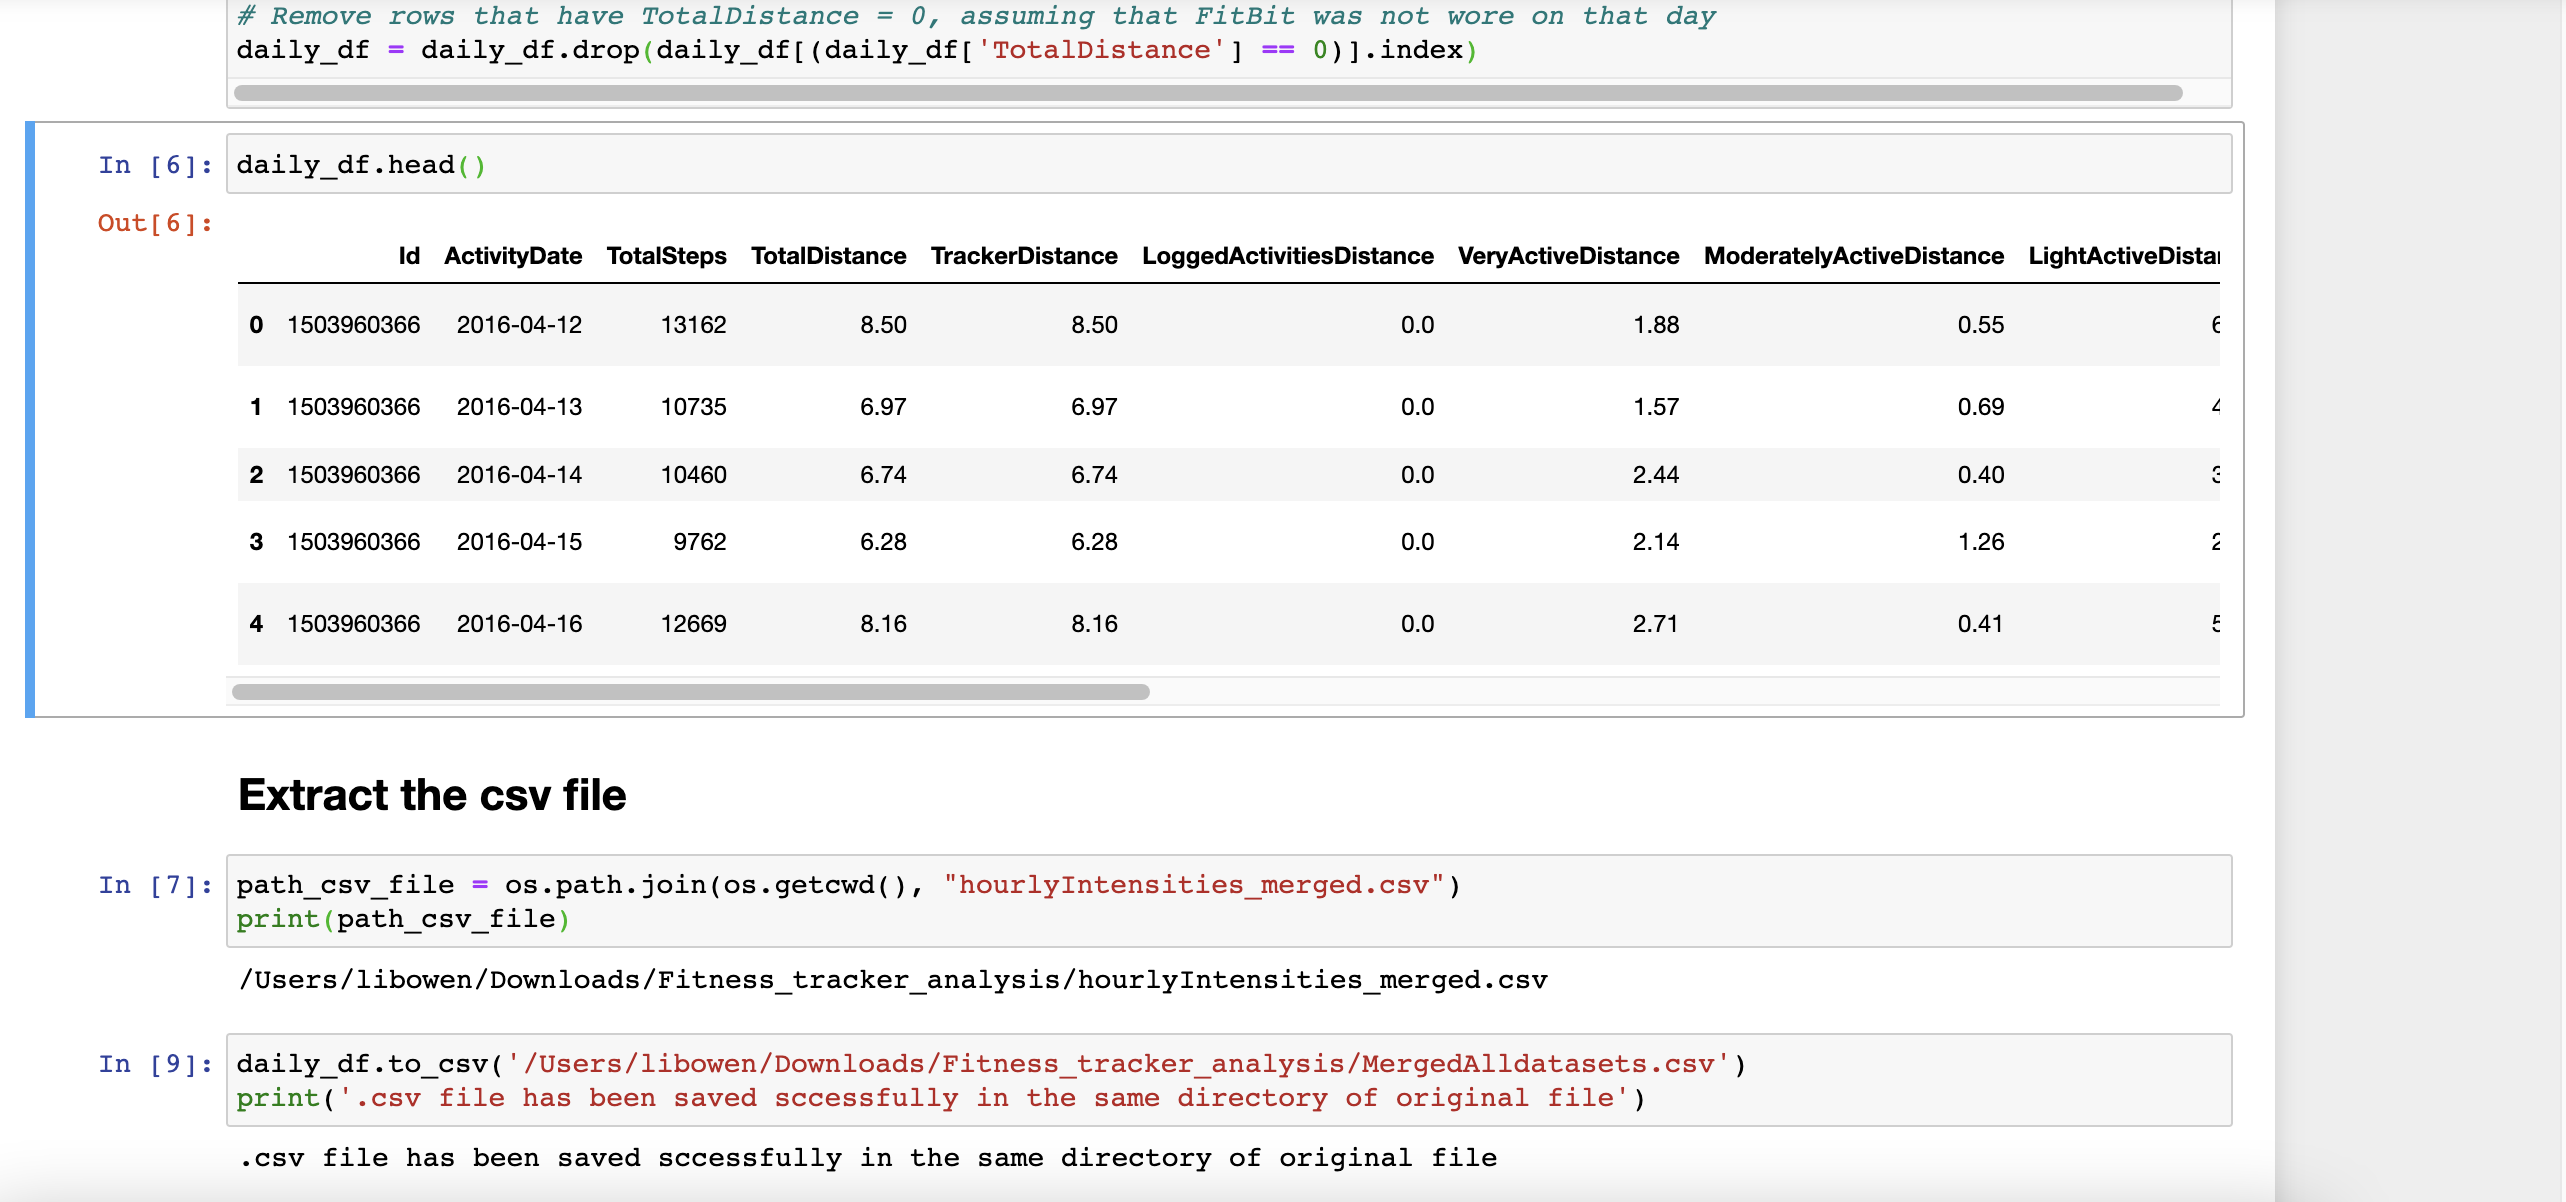 # Remove rows that have TotalDistance = 0, assuming that FitBit was not wore on that day
daily_df = daily_df.drop(daily_df[(daily_df['TotalDistance'] == 0)].index)
In [6]: daily_df.head()
Out[6]:
Id ActivityDate TotalSteps TotalDistance TrackerDistance LoggedActivitiesDistance VeryActiveDistance ModeratelyActiveDistance LightActiveDistan
0 1503960366 2016-04-12 13162 8.50 8.50 0.0 1.88 0.55 6
1 1503960366 2016-04-13 10735 6.97 6.97 0.0 1.57 0.69 4
2 1503960366 2016-04-14 10460 6.74 6.74 0.0 2.44 0.40 3
3 1503960366 2016-04-15 9762 6.28 6.28 0.0 2.14 1.26 2
4 1503960366 2016-04-16 12669 8.16 8.16 0.0 2.71 0.41 5
Extract the csv file
In [7]: path_csv_file = os.path.join(os.getcwd(), "hourlyIntensities_merged.csv")
print(path_csv_file)
/Users/libowen/Downloads/Fitness_tracker_analysis/hourlyIntensities_merged.csv
In [9]: daily_df.to_csv('/Users/libowen/Downloads/Fitness_tracker_analysis/MergedAlldatasets.csv')
print('.csv file has been saved sccessfully in the same directory of original file')
.csv file has been saved sccessfully in the same directory of original file